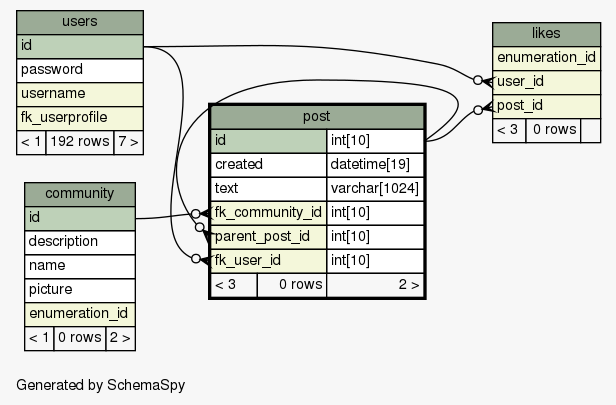 users
id
password
username
fk_userprofile
< 1 192 rows 7 >
likes
enumeration_id
user_id
post_id
< 3 0 rows
post
id int[10]
created datetime[19]
text varchar[1024]
fk_community_id int[10]
parent_post_id int[10]
fk_user_id int[10]
< 3 0 rows 2 >
community
id
description
name
picture
enumeration_id
< 1 0 rows 2 >
Generated by SchemaSpy